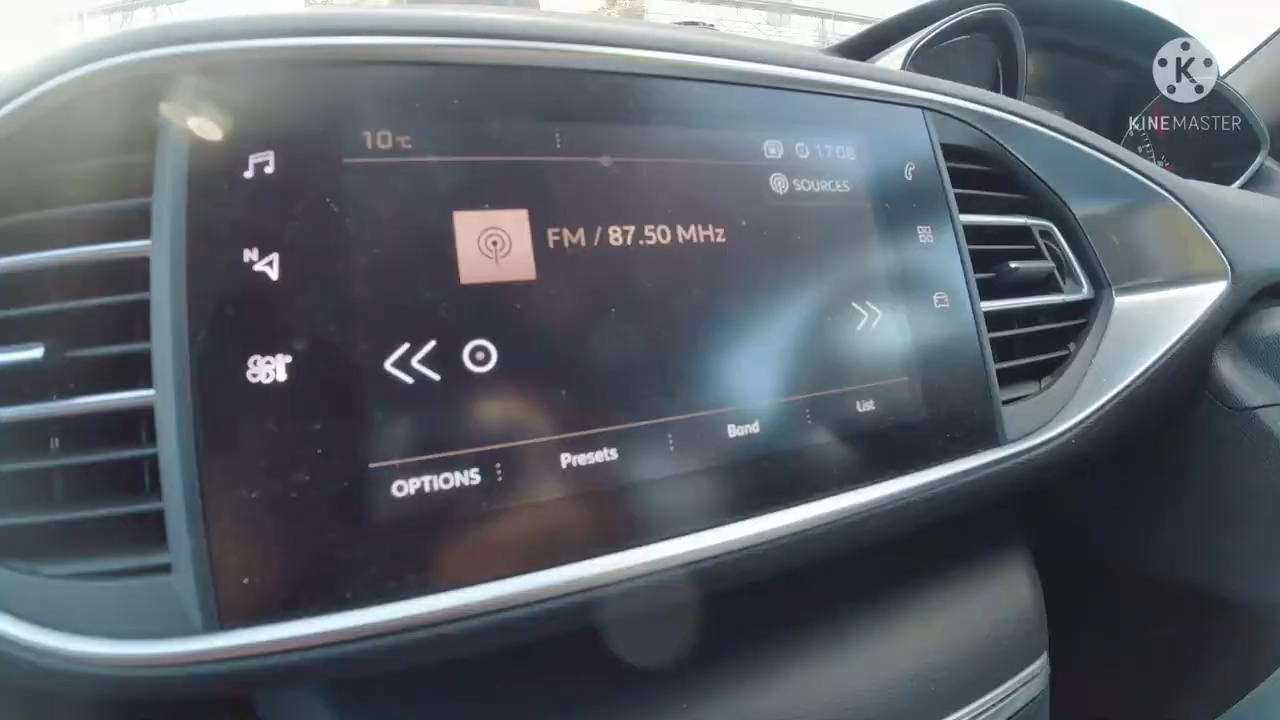 10°C
17:08
SOURCES
FM / 87.50 MHz
N
OPTIONS
Presets
Band
List
K
KINEMASTER